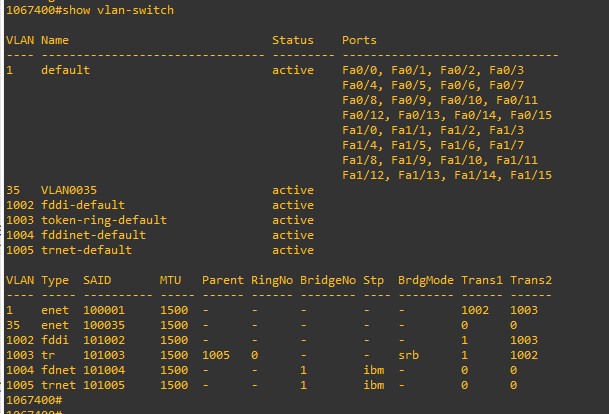 1067400#show vlan-switch
VLAN Name                             Status    Ports
---- -------------------------------- --------- -------------------------------
1    default                          active    Fa0/0, Fa0/1, Fa0/2, Fa0/3
                                                Fa0/4, Fa0/5, Fa0/6, Fa0/7
                                                Fa0/8, Fa0/9, Fa0/10, Fa0/11
                                                Fa0/12, Fa0/13, Fa0/14, Fa0/15
                                                Fa1/0, Fa1/1, Fa1/2, Fa1/3
                                                Fa1/4, Fa1/5, Fa1/6, Fa1/7
                                                Fa1/8, Fa1/9, Fa1/10, Fa1/11
                                                Fa1/12, Fa1/13, Fa1/14, Fa1/15
35   VLAN0035                         active
1002 fddi-default                     active
1003 token-ring-default               active
1004 fddinet-default                  active
1005 trnet-default                    active
VLAN Type  SAID       MTU   Parent RingNo BridgeNo Stp  BrdgMode Trans1 Trans2
---- ----- ---------- ----- ------ ------ -------- ---- -------- ------ ------
1    enet  100001     1500  -      -      -        -    -        1002   1003
35   enet  100035     1500  -      -      -        -    -        0      0
1002 fddi  101002     1500  -      -      -        -    -        1      1003
1003 tr    101003     1500  1005   0      -        -    srb      1      1002
1004 fdnet 101004     1500  -      -      1        ibm  -        0      0
1005 trnet 101005     1500  -      -      1        ibm  -        0      0
1067400#
1067400#